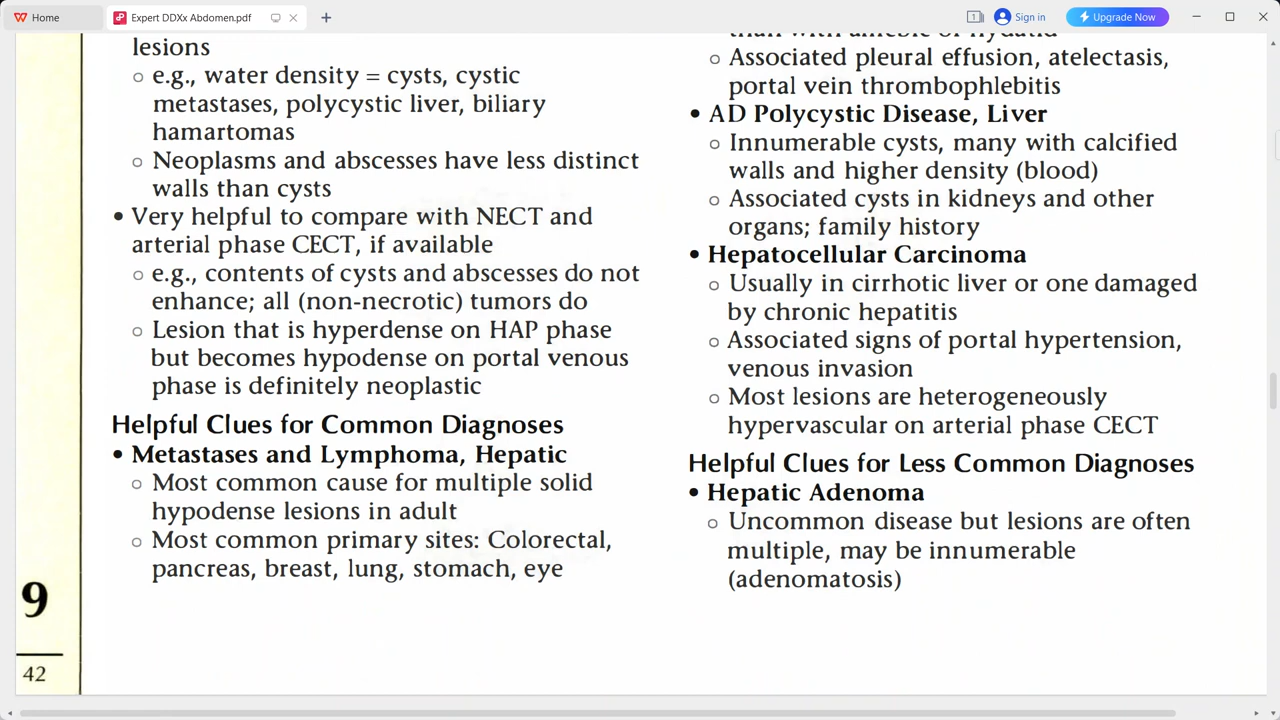 Home
Expert DDXx Abdomen.pdf
1
Sign in
Upgrade Now
lesions
e.g., water density = cysts, cystic
metastases, polycystic liver, biliary
hamartomas
Neoplasms and abscesses have less distinct
walls than cysts
• Very helpful to compare with NECT and
arterial phase CECT, if available
e.g., contents of cysts and abscesses do not
enhance; all (non-necrotic) tumors do
Lesion that is hyperdense on HAP phase
but becomes hypodense on portal venous
phase is definitely neoplastic
Helpful Clues for Common Diagnoses
• Metastases and Lymphoma, Hepatic
Most common cause for multiple solid
hypodense lesions in adult
Most common primary sites: Colorectal,
pancreas, breast, lung, stomach, eye
9
42
than with amebic or hydatid
Associated pleural effusion, atelectasis,
portal vein thrombophlebitis
• AD Polycystic Disease, Liver
Innumerable cysts, many with calcified
walls and higher density (blood)
Associated cysts in kidneys and other
organs; family history
• Hepatocellular Carcinoma
Usually in cirrhotic liver or one damaged
by chronic hepatitis
Associated signs of portal hypertension,
venous invasion
Most lesions are heterogeneously
hypervascular on arterial phase CECT
Helpful Clues for Less Common Diagnoses
• Hepatic Adenoma
Uncommon disease but lesions are often
multiple, may be innumerable
(adenomatosis)